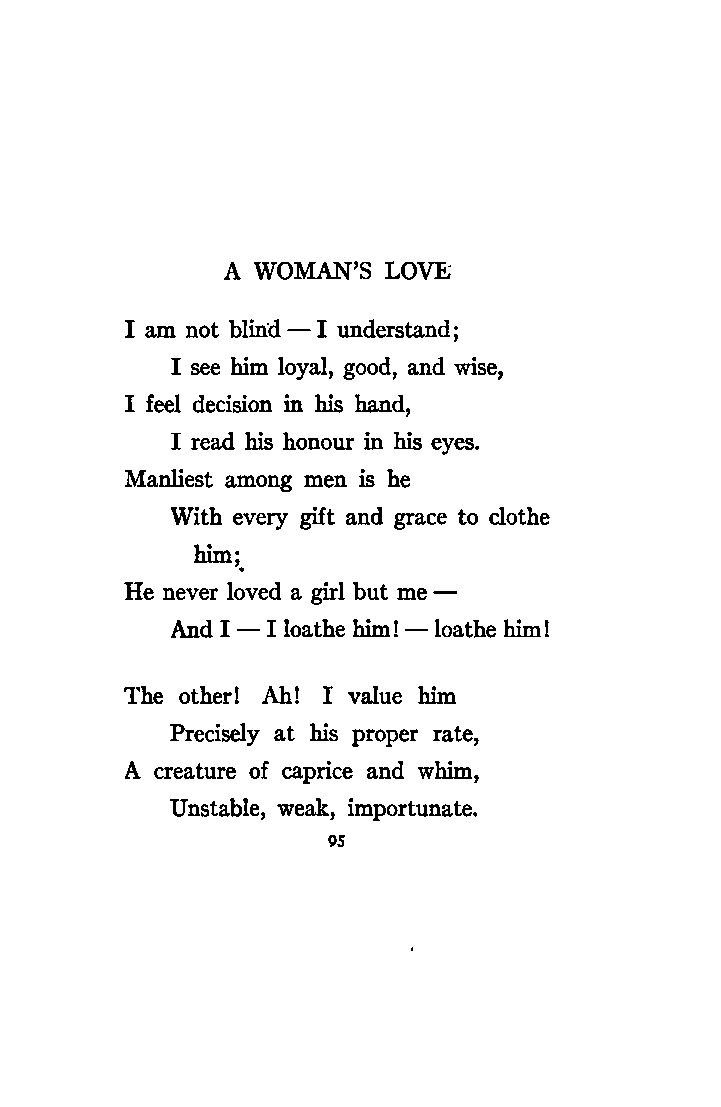 A WOMAN'S LOVE
I am not blind — I understand;
I see him loyal, good, and wise,
I feel decision in his hand,
I read his honour in his eyes.
Manliest among men is he
With every gift and grace to clothe
him;
He never loved a girl but me —
And I — I loathe him! — loathe him!
The other! Ah! I value him
Precisely at his proper rate,
A creature of caprice and whim,
Unstable, weak, importunate.
95